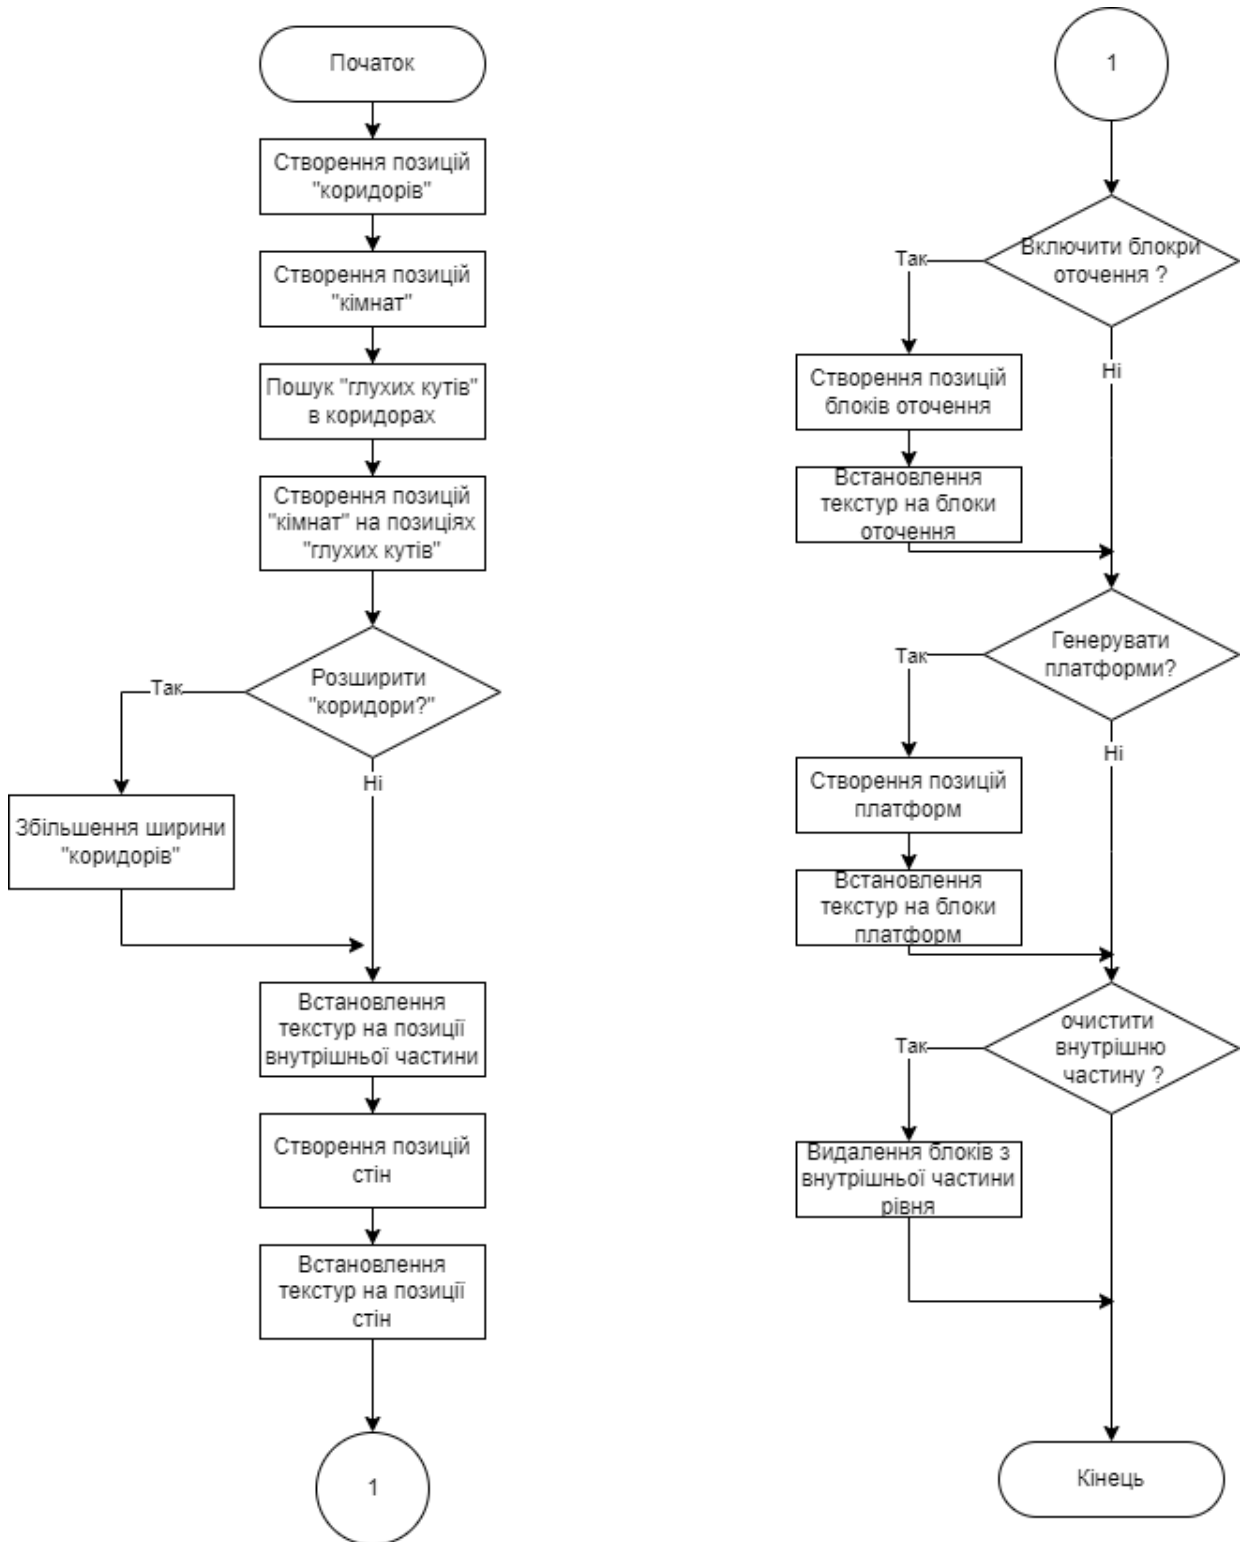 Початок
Створення позицій
"коридорів"
Створення позицій
"кімнат"
Пошук "глухих кутів"
в коридорах
Створення позицій
"кімнат" на позиціях
"глухих кутів"
Розширити
"коридори?"
Так
Ні
Збільшення ширини
"коридорів"
Встановлення
текстур на позиції
внутрішньої частини
Створення позицій
стін
Встановлення
текстур на позиції
стін
1
1
Включити блокри
оточення ?
Так
Ні
Створення позицій
блоків оточення
Встановлення
текстур на блоки
оточення
Генерувати
платформи?
Так
Ні
Створення позицій
платформ
Встановлення
текстур на блоки
платформ
очистити
внутрішню
частину ?
Так
Видалення блоків з
внутрішньої частини
рівня
Кінець